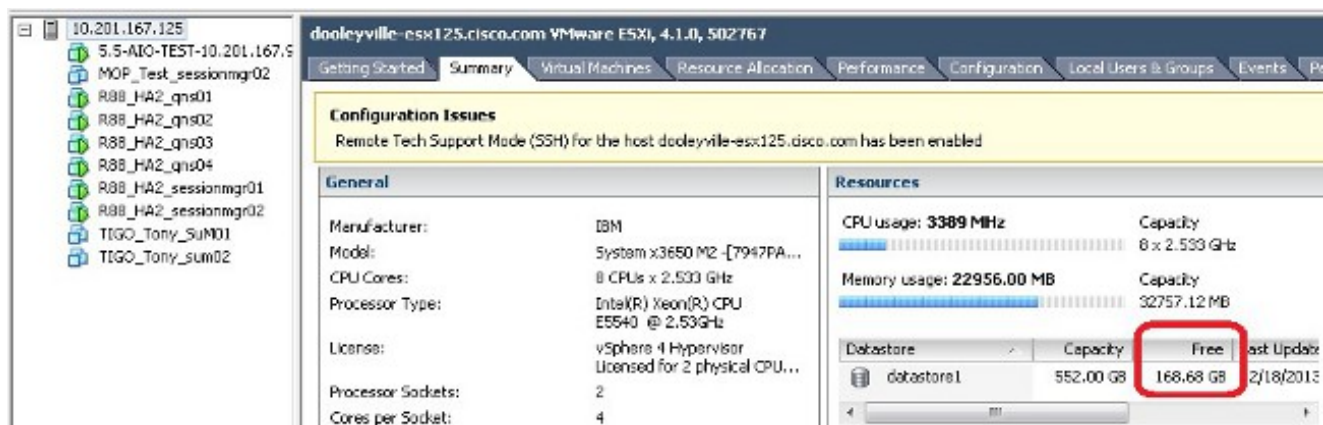 10.201.167.125
5.5-AIO-TEST-10.201.167.9
MOP_Test_sessionmgr02
R88_HA2_qns01
R88_HA2_qns02
R88_HA2_qns03
R88_HA2_qns04
R88_HA2_sessionmgr01
R88_HA2_sessionmgr02
TIGO_Tony_SuM01
TIGO_Tony_sum02
dooleyville-esx125.cisco.com VMware ESXi, 4.1.0, 502767
Getting Started Summary Virtual Machines Resource Allocation Performance Configuration Local Users & Groups Events Pe
Configuration Issues
Remote Tech Support Mode (SSH) for the host dooleyville-esx125.cisco.com has been enabled
General
Manufacturer: IBM
Model: System x3650 M2 -[7947PA...
CPU Cores: 8 CPUs x 2.533 GHz
Processor Type: Intel(R) Xeon(R) CPU
E5540 @ 2.53GHz
License: vSphere 4 Hypervisor
Licensed for 2 physical CPU...
Processor Sockets: 2
Cores per Socket: 4
Resources
CPU usage: 3389 MHz Capacity
8 x 2.533 GHz
Memory usage: 22956.00 MB Capacity
32757.12 MB
Datastore Capacity Free ast Update
datastore1 552.00 GB 168.68 GB 2/18/2013